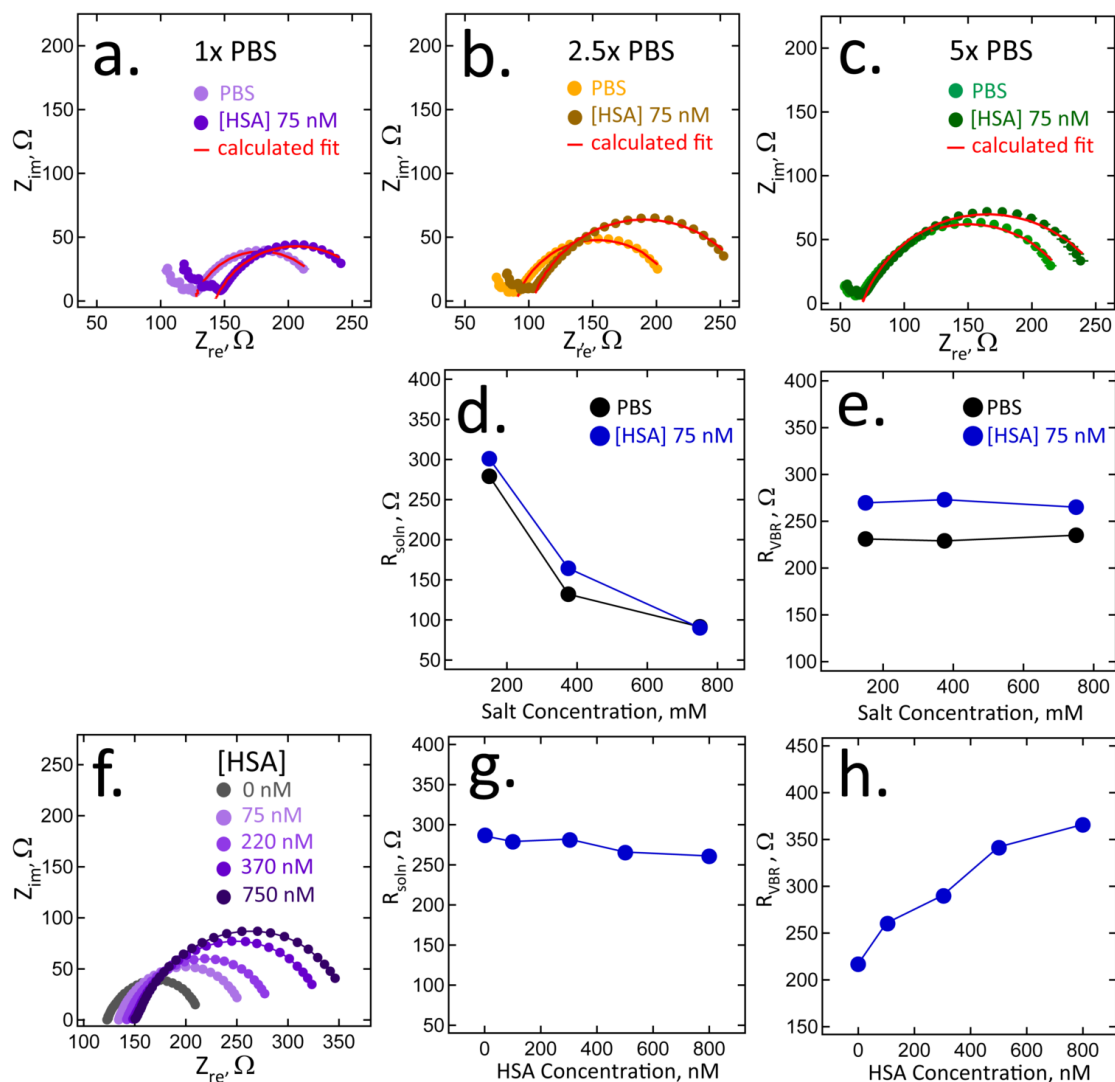 a.
1x PBS
PBS
[HSA] 75 nM
calculated fit
Z_im, Ω
200
150
100
50
0
50 100 150 200 250
Z_re, Ω
b.
2.5x PBS
PBS
[HSA] 75 nM
calculated fit
Z_im, Ω
200
150
100
50
0
50 100 150 200 250
Z_re, Ω
c.
5x PBS
PBS
[HSA] 75 nM
calculated fit
Z_im, Ω
200
150
100
50
0
50 100 150 200 250
Z_re, Ω
d.
PBS
[HSA] 75 nM
R_soln, Ω
400
350
300
250
200
150
100
50
200 400 600 800
Salt Concentration, mM
e.
PBS
[HSA] 75 nM
R_VBR, Ω
400
350
300
250
200
150
100
200 400 600 800
Salt Concentration, mM
f.
[HSA]
0 nM
75 nM
220 nM
370 nM
750 nM
Z_im, Ω
250
200
150
100
50
0
100 150 200 250 300 350
Z_re, Ω
g.
R_soln, Ω
400
350
300
250
200
150
100
50
0 200 400 600 800
HSA Concentration, nM
h.
R_VBR, Ω
450
400
350
300
250
200
150
0 200 400 600 800
HSA Concentration, nM